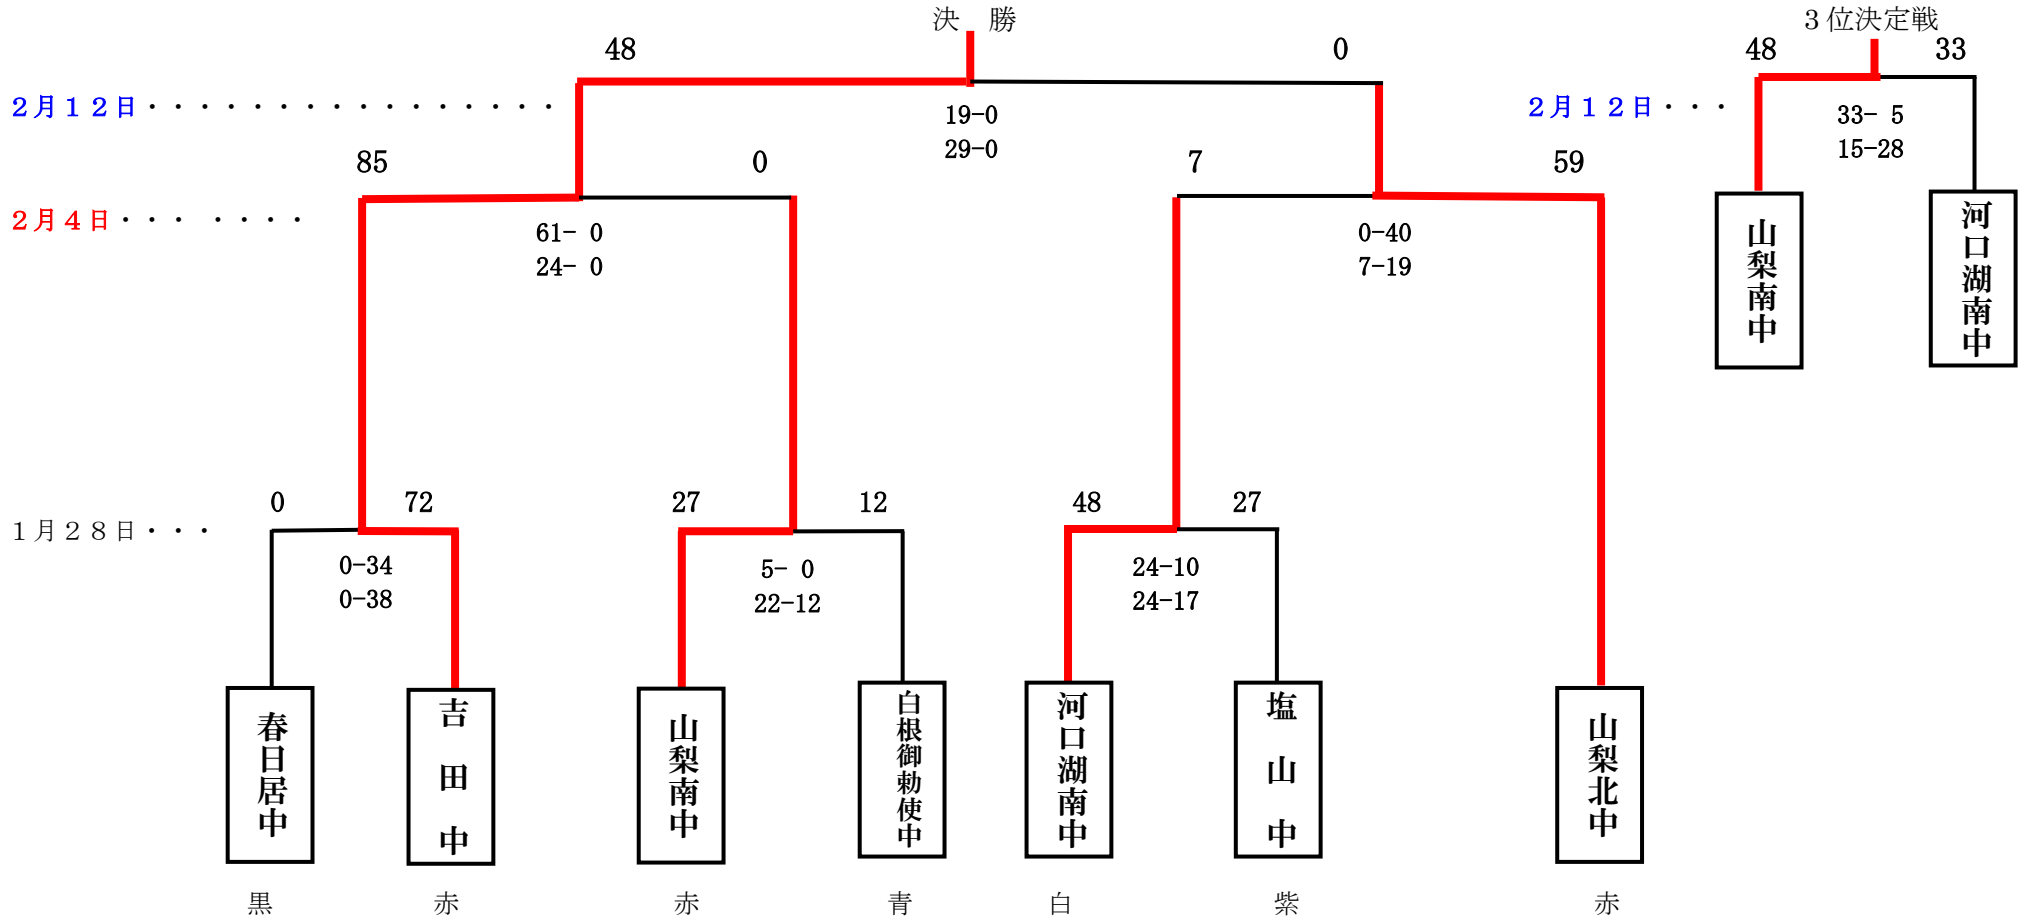 決　勝
３位決定戦
48 0
48 33
２月１２日・・・・・・・・・・・・・・・・
19-0
29-0
２月１２日・・・
33- 5
15-28
85 0
7 59
２月４日・・・ ・・・・
61- 0
24- 0
0-40
7-19
山梨南中
河口湖南中
0 72
27 12
48 27
１月２８日・・・
0-34
0-38
5- 0
22-12
24-10
24-17
春日居中
吉田中
山梨南中
白根御勅使中
河口湖南中
塩山中
山梨北中
黒 赤 赤 青 白 紫 赤